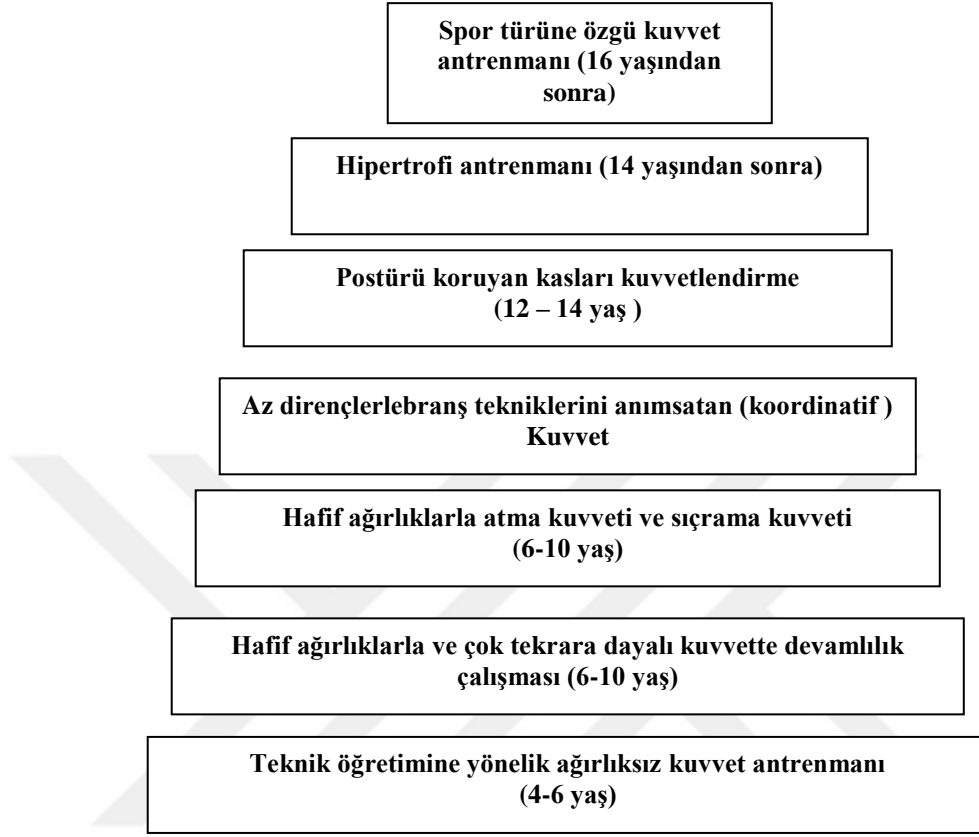 Spor türüne özgü kuvvet
antrenmanı (16 yaşından
sonra)
Hipertrofi antrenmanı (14 yaşından sonra)
Postürü koruyan kasları kuvvetlendirme
(12 – 14 yaş )
Az dirençlerlebranş tekniklerini anımsatan (koordinatif )
Kuvvet
Hafif ağırlıklarla atma kuvveti ve sıçrama kuvveti
(6-10 yaş)
Hafif ağırlıklarla ve çok tekrara dayalı kuvvette devamlılık
çalışması (6-10 yaş)
Teknik öğretimine yönelik ağırlıksız kuvvet antrenmanı
(4-6 yaş)